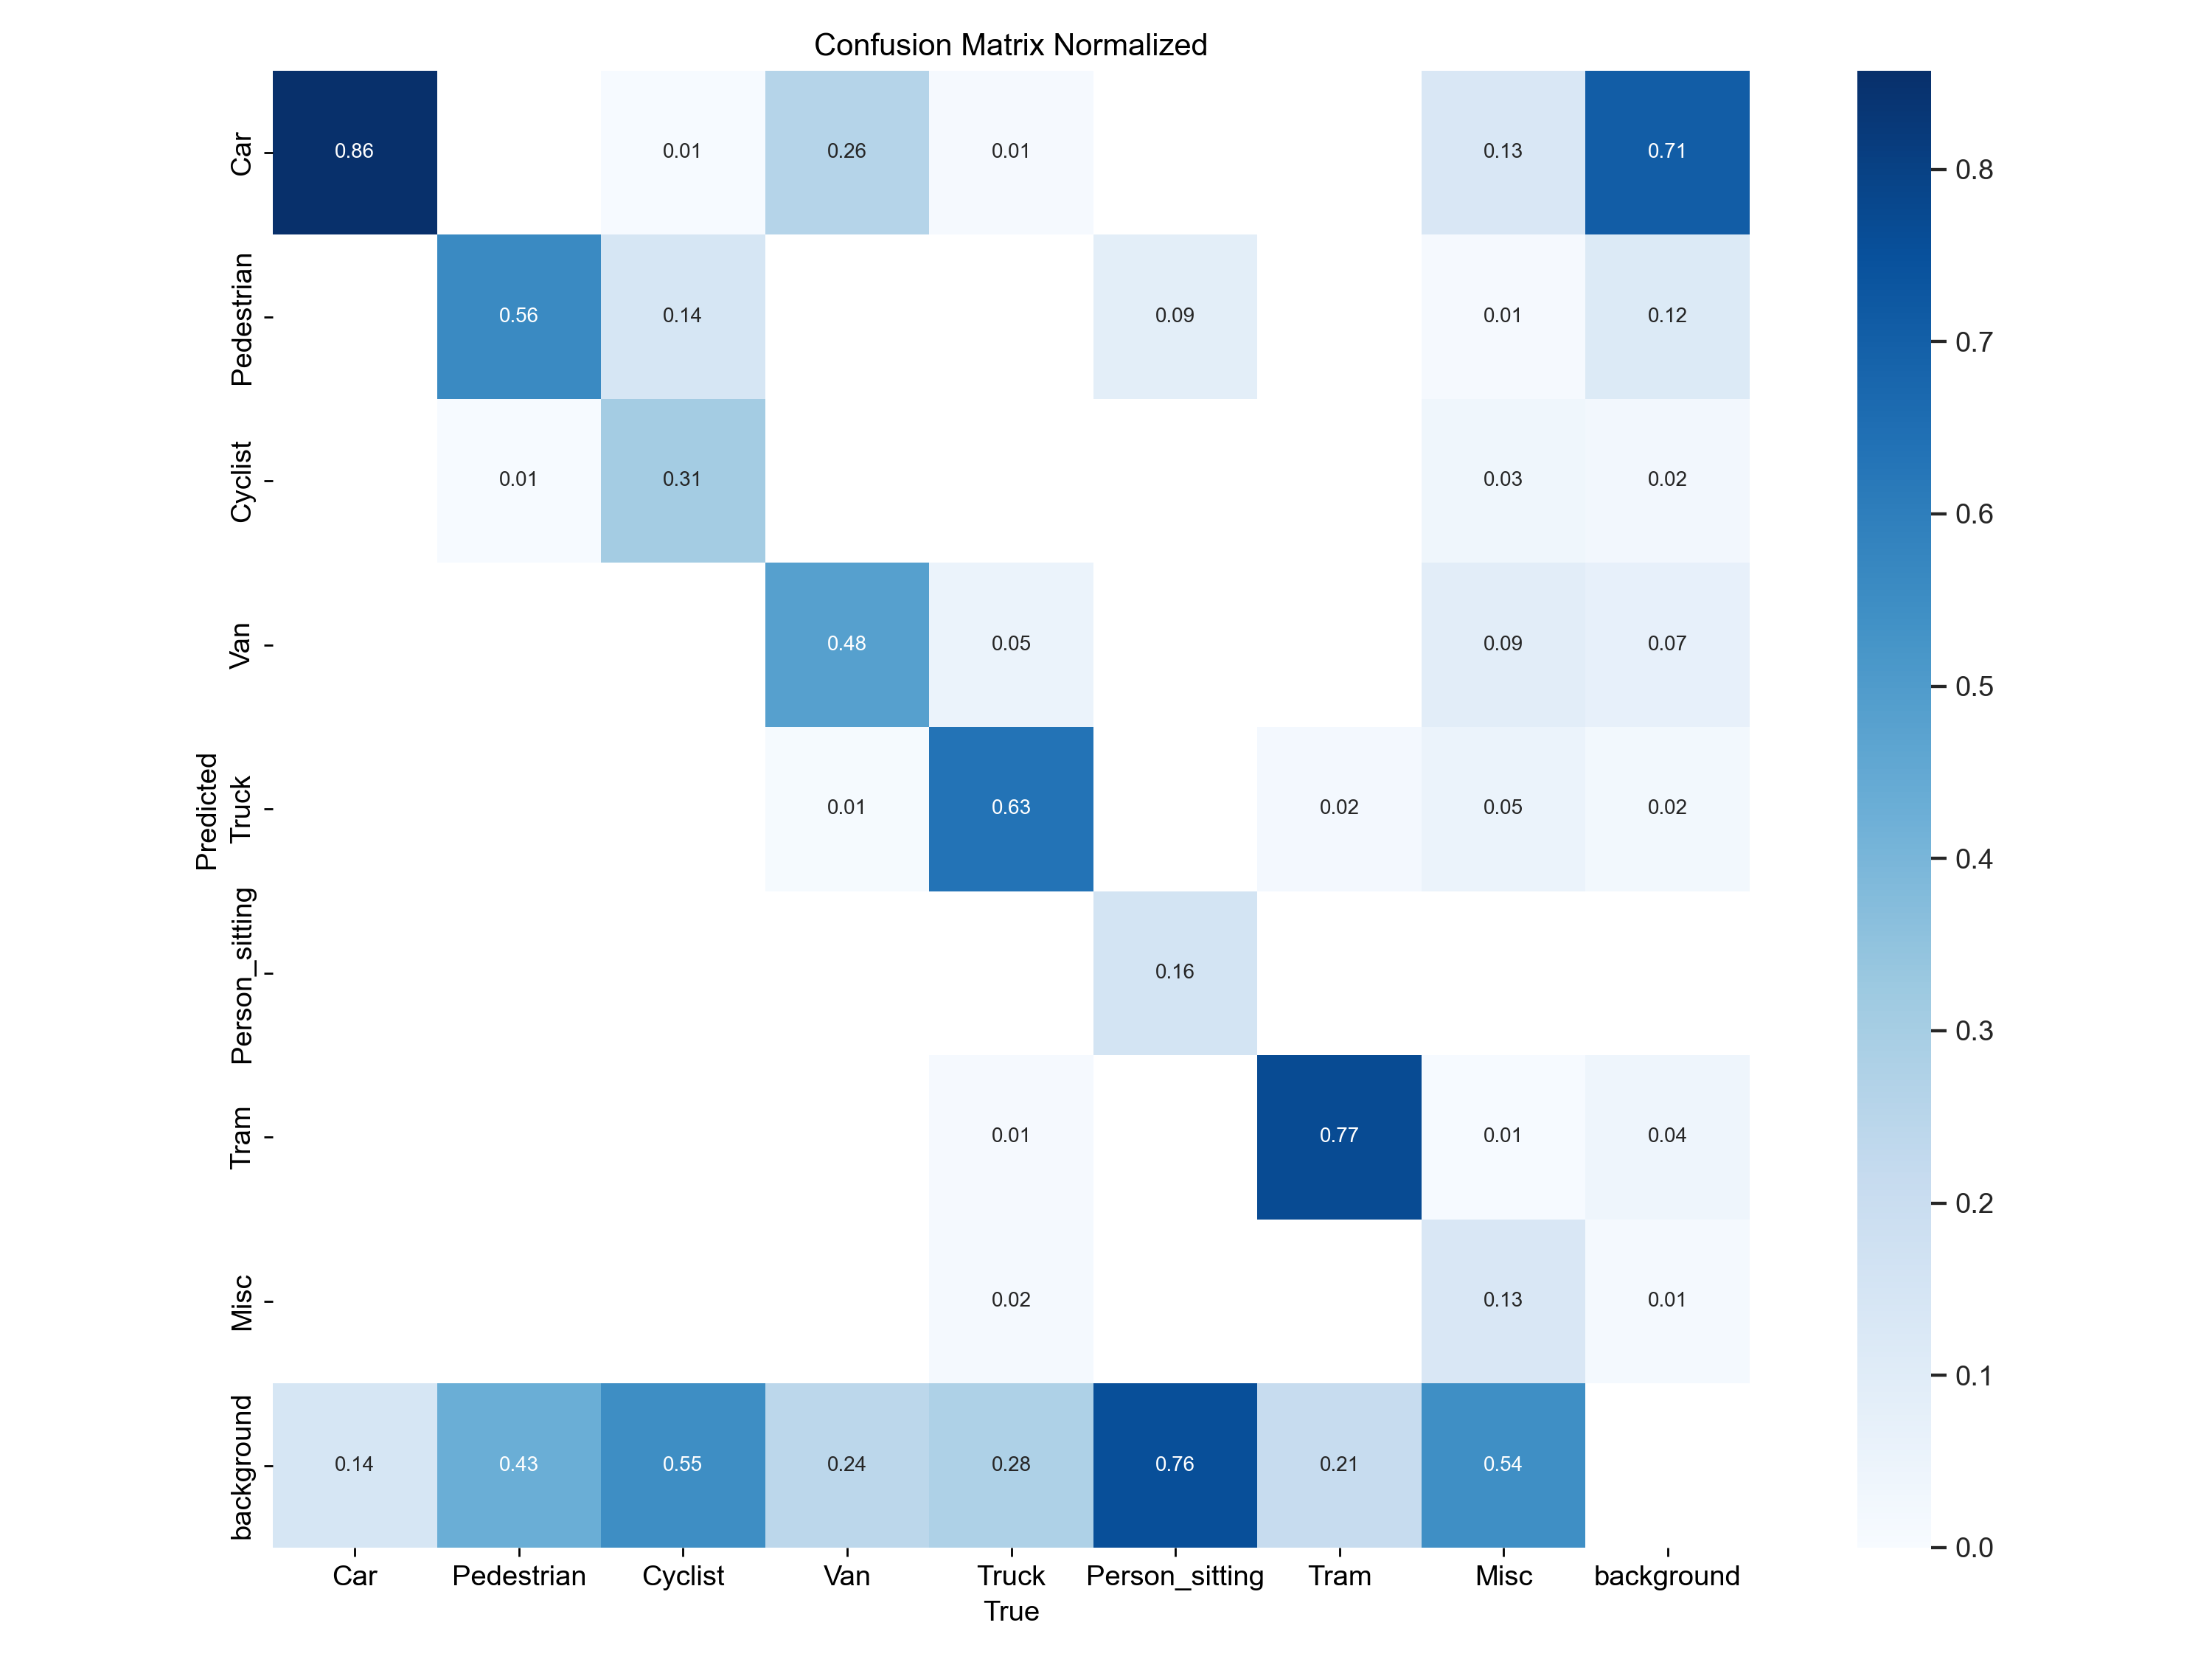 Confusion Matrix Normalized
Car
0.86
0.01
0.26
0.01
0.13
0.71
Pedestrian
0.56
0.14
0.09
0.01
0.12
Cyclist
0.01
0.31
0.03
0.02
Van
0.48
0.05
0.09
0.07
Predicted
Truck
0.01
0.63
0.02
0.05
0.02
Person_sitting
0.16
Tram
0.01
0.77
0.01
0.04
Misc
0.02
0.13
0.01
background
0.14
0.43
0.55
0.24
0.28
0.76
0.21
0.54
Car
Pedestrian
Cyclist
Van
Truck
Person_sitting
Tram
Misc
background
True
0.8
0.7
0.6
0.5
0.4
0.3
0.2
0.1
0.0